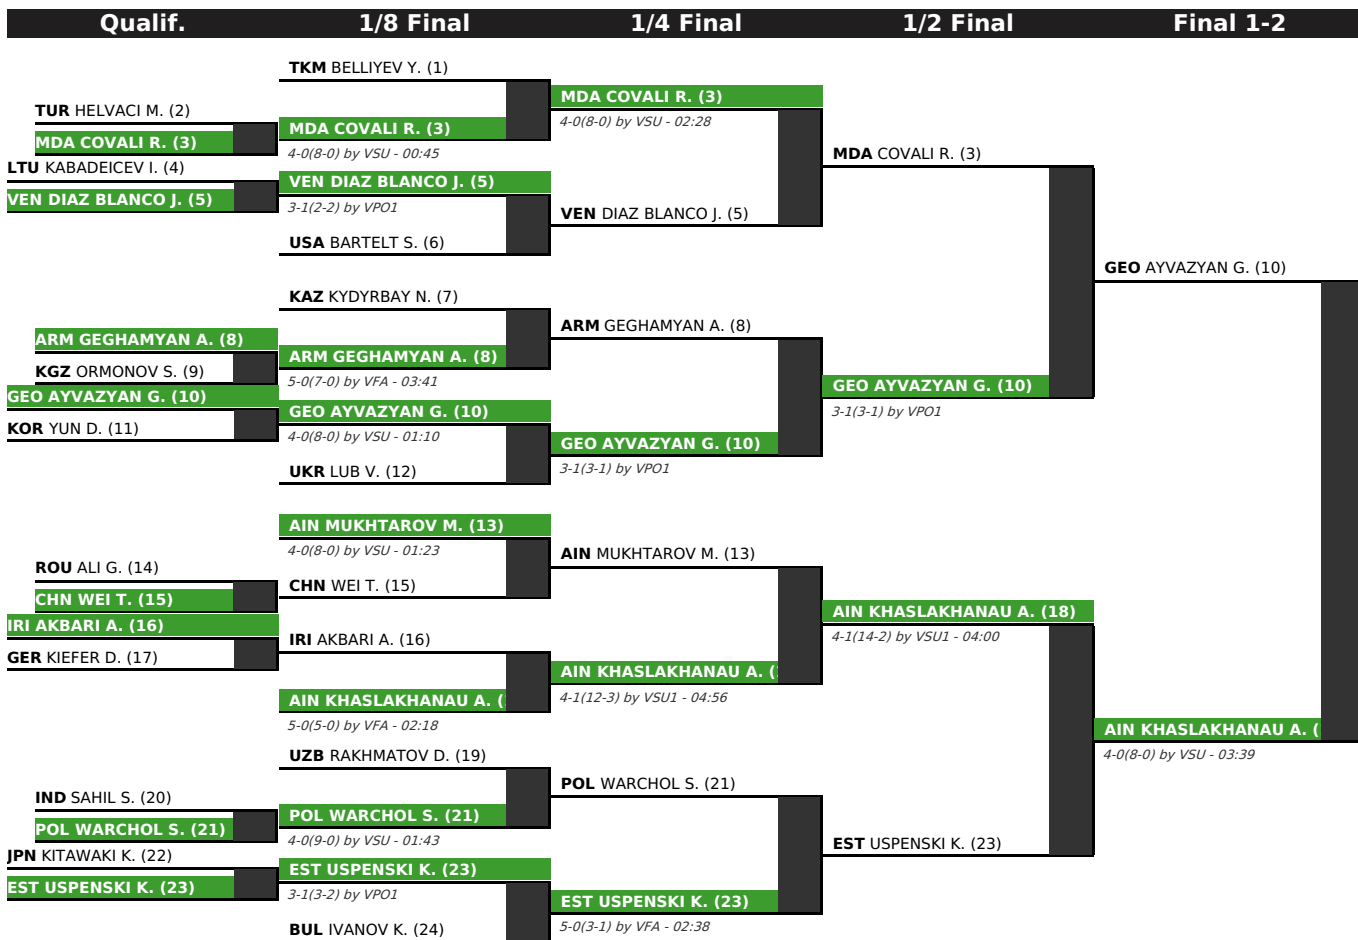 Qualif.
1/8 Final
1/4 Final
1/2 Final
Final 1-2
TUR HELVACI M. (2)
MDA COVALI R. (3)
LTU KABADEICEV I. (4)
VEN DIAZ BLANCO J. (5)
ARM GEGHAMYAN A. (8)
KGZ ORMONOV S. (9)
GEO AYVAZYAN G. (10)
KOR YUN D. (11)
ROU ALI G. (14)
CHN WEI T. (15)
IRI AKBARI A. (16)
GER KIEFER D. (17)
IND SAHIL S. (20)
POL WARCHOL S. (21)
JPN KITAWAKI K. (22)
EST USPENSKI K. (23)
TKM BELLIYEV Y. (1)
MDA COVALI R. (3)
4-0(8-0) by VSU - 00:45
VEN DIAZ BLANCO J. (5)
3-1(2-2) by VPO1
USA BARTELT S. (6)
KAZ KYDYRBAY N. (7)
ARM GEGHAMYAN A. (8)
5-0(7-0) by VFA - 03:41
GEO AYVAZYAN G. (10)
4-0(8-0) by VSU - 01:10
UKR LUB V. (12)
AIN MUKHTAROV M. (13)
4-0(8-0) by VSU - 01:23
CHN WEI T. (15)
IRI AKBARI A. (16)
AIN KHASLAKHANAU A. (
5-0(5-0) by VFA - 02:18
UZB RAKHMATOV D. (19)
POL WARCHOL S. (21)
4-0(9-0) by VSU - 01:43
EST USPENSKI K. (23)
3-1(3-2) by VPO1
BUL IVANOV K. (24)
MDA COVALI R. (3)
4-0(8-0) by VSU - 02:28
VEN DIAZ BLANCO J. (5)
ARM GEGHAMYAN A. (8)
GEO AYVAZYAN G. (10)
3-1(3-1) by VPO1
AIN MUKHTAROV M. (13)
AIN KHASLAKHANAU A. (
4-1(12-3) by VSU1 - 04:56
POL WARCHOL S. (21)
EST USPENSKI K. (23)
5-0(3-1) by VFA - 02:38
MDA COVALI R. (3)
GEO AYVAZYAN G. (10)
3-1(3-1) by VPO1
AIN KHASLAKHANAU A. (18)
4-1(14-2) by VSU1 - 04:00
EST USPENSKI K. (23)
GEO AYVAZYAN G. (10)
AIN KHASLAKHANAU A. (
4-0(8-0) by VSU - 03:39